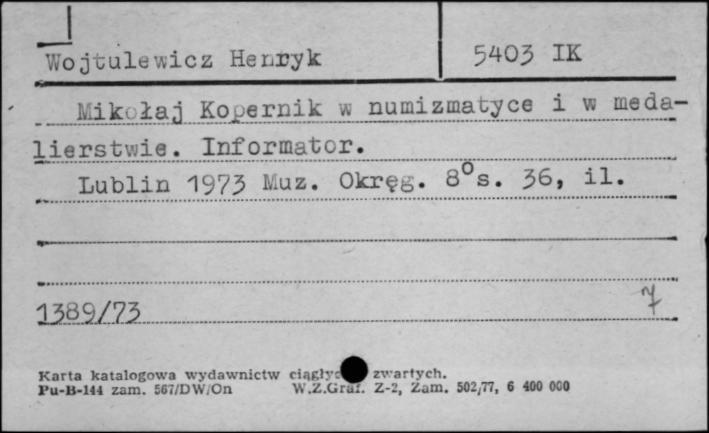 Wojtulewicz Henryk 5403 IK
Mikołaj Kopernik w numizmatyce i w meda-
lierstwie. Informator.
Lublin 1973 Muz. Okręg. 8° s. 36, il.
1389/73 7
Karta katalogowa wydawnictw zwartych.
Pu-B-144 zam. 567/DW/On W.Z.Graf. Z-2, Zam. 502/77, 6 400 000